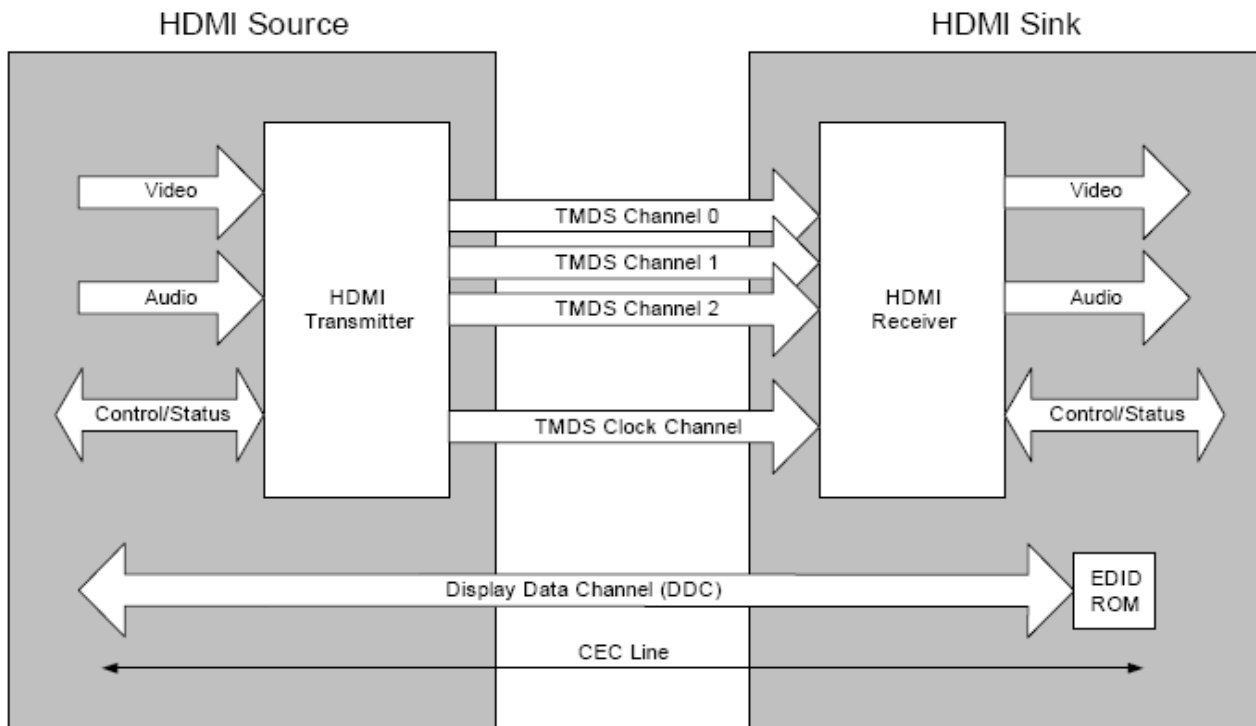 HDMI Source
HDMI Sink
Video
Audio
Control/Status
HDMI
Transmitter
TMDS Channel 0
TMDS Channel 1
TMDS Channel 2
TMDS Clock Channel
HDMI
Receiver
Video
Audio
Control/Status
Display Data Channel (DDC)
EDID
ROM
CEC Line